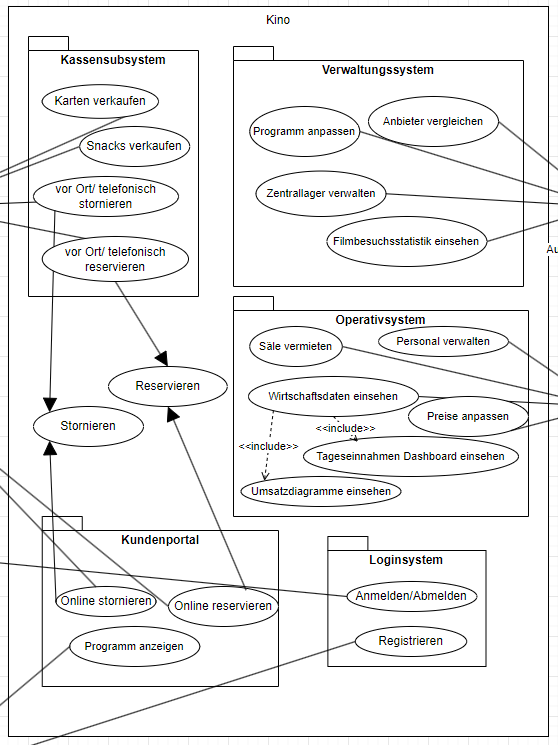 Kino
Kassensubsystem
Karten verkaufen
Snacks verkaufen
vor Ort/ telefonisch
stornieren
vor Ort/ telefonisch
reservieren
Verwaltungssystem
Anbieter vergleichen
Programm anpassen
Zentrallager verwalten
Filmbesuchsstatistik einsehen
Au
Operativsystem
Säle vermieten
Personal verwalten
Wirtschaftsdaten einsehen
Preise anpassen
<<include>>
<<include>>
Tageseinnahmen Dashboard einsehen
Umsatzdiagramme einsehen
Reservieren
Stornieren
Kundenportal
Online stornieren
Online reservieren
Programm anzeigen
Loginsystem
Anmelden/Abmelden
Registrieren